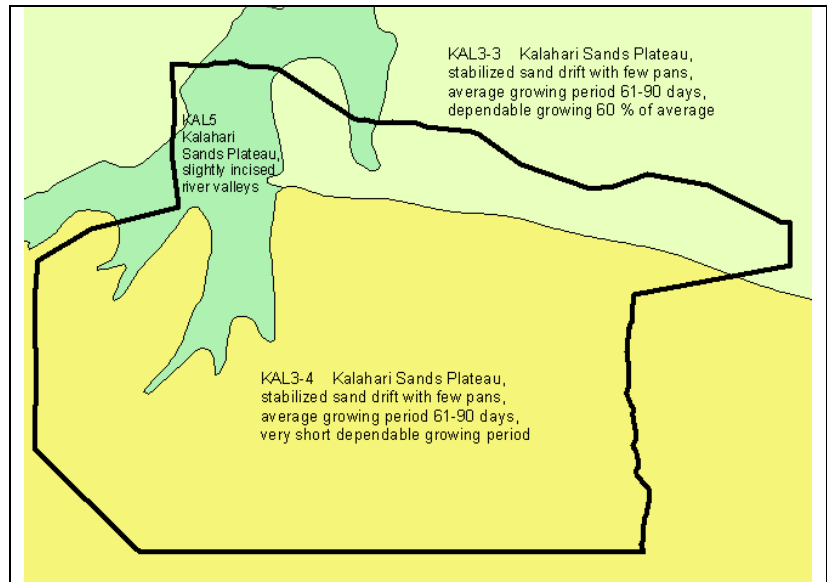 KAL3-3 Kalahari Sands Plateau,
stabilized sand drift with few pans,
average growing period 61-90 days,
dependable growing 60 % of average
KAL5
Kalahari
Sands Plateau,
slightly incised
river valleys
KAL3-4 Kalahari Sands Plateau,
stabilized sand drift with few pans,
average growing period 61-90 days,
very short dependable growing period